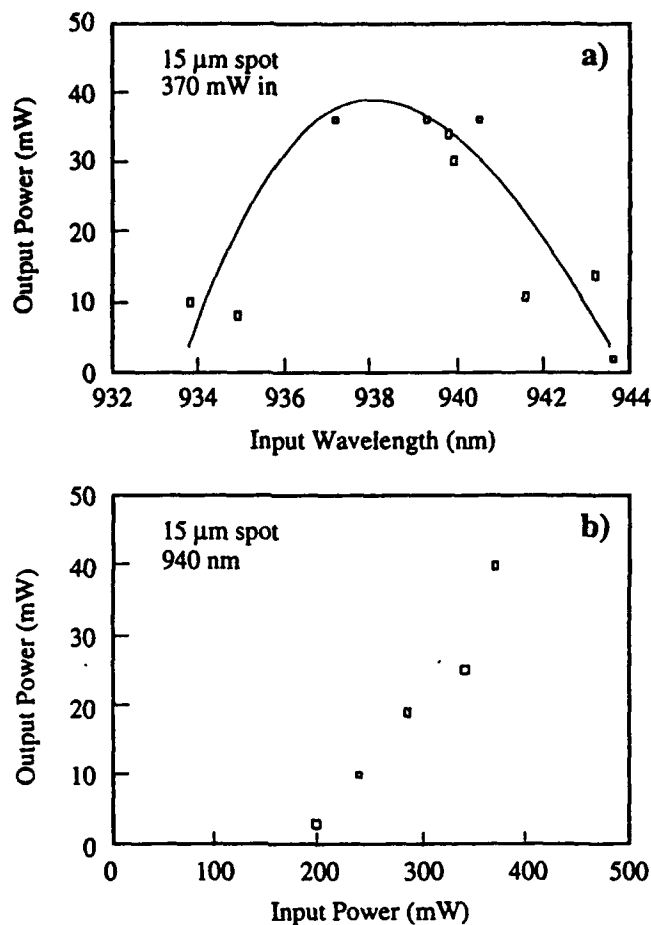 50
40
30
20
10
0
Output Power (mW)
15 µm spot
370 mW in
a)
932 934 936 938 940 942 944
Input Wavelength (nm)
50
40
30
20
10
0
Output Power (mW)
15 µm spot
940 nm
b)
0 100 200 300 400 500
Input Power (mW)